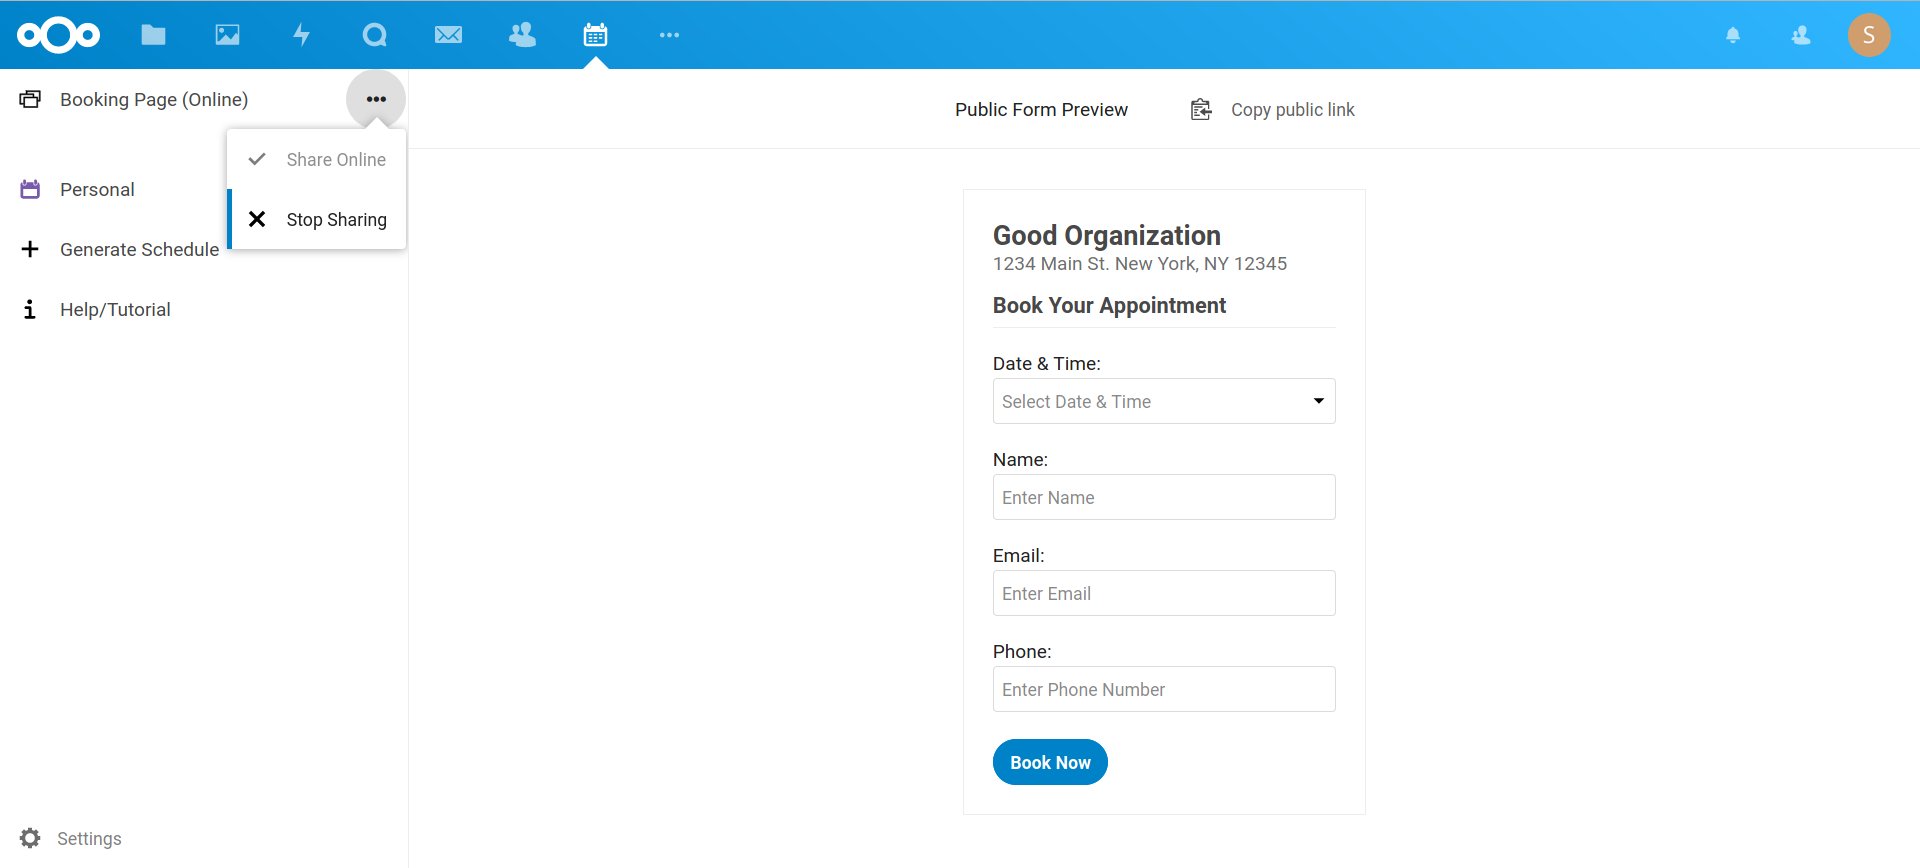 S
Booking Page (Online)
Share Online
Stop Sharing
Personal
Generate Schedule
Help/Tutorial
Settings
Public Form Preview
Copy public link
Good Organization
1234 Main St. New York, NY 12345
Book Your Appointment
Date & Time:
Select Date & Time
Name:
Enter Name
Email:
Enter Email
Phone:
Enter Phone Number
Book Now